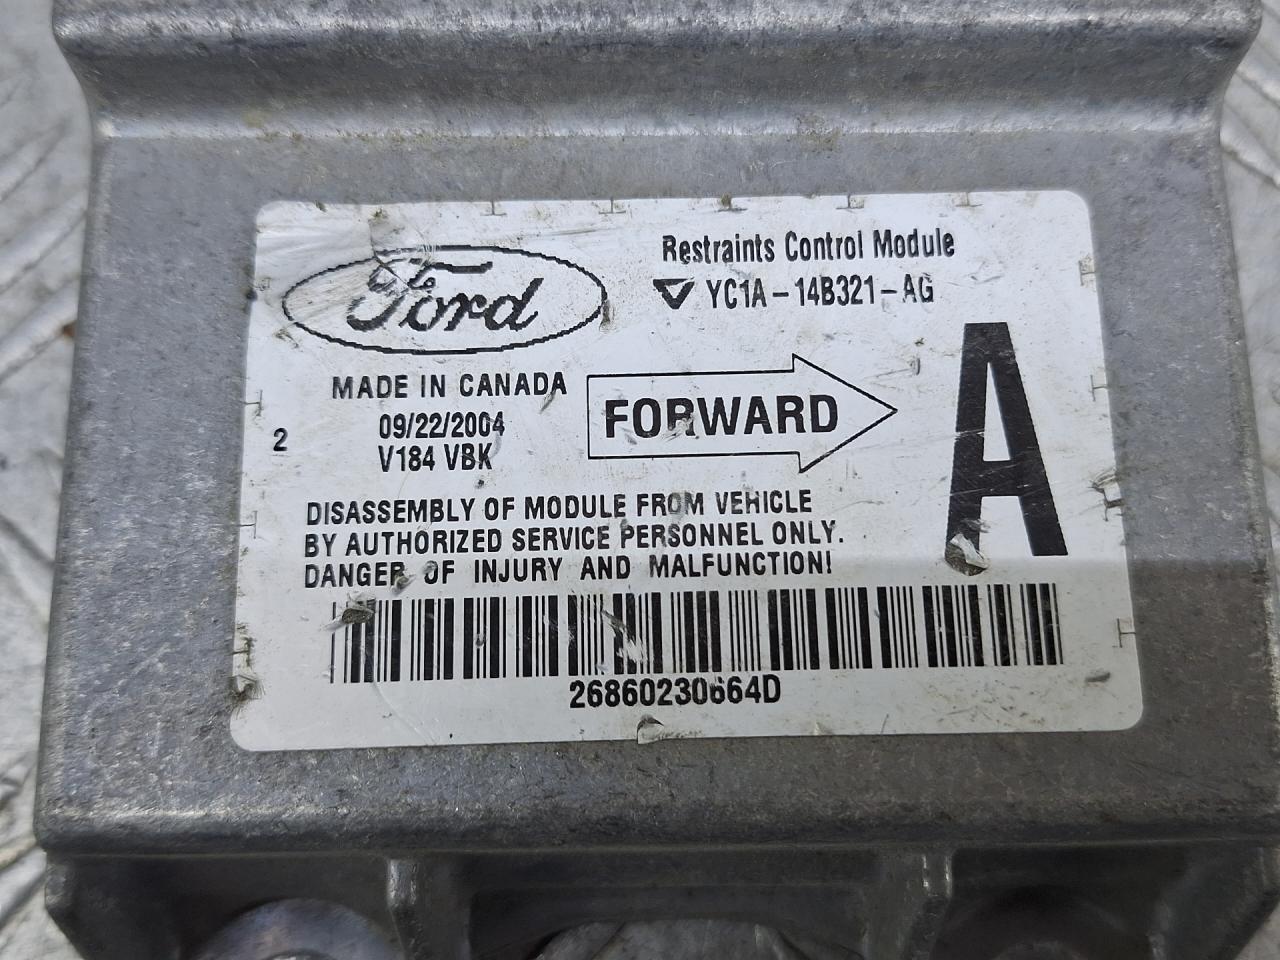 Ford
Restraints Control Module
YC1A-14B321-AG
MADE IN CANADA
09/22/2004
V184 VBK
2
FORWARD
A
DISASSEMBLY OF MODULE FROM VEHICLE
BY AUTHORIZED SERVICE PERSONNEL ONLY.
DANGER OF INJURY AND MALFUNCTION!
26860230664D